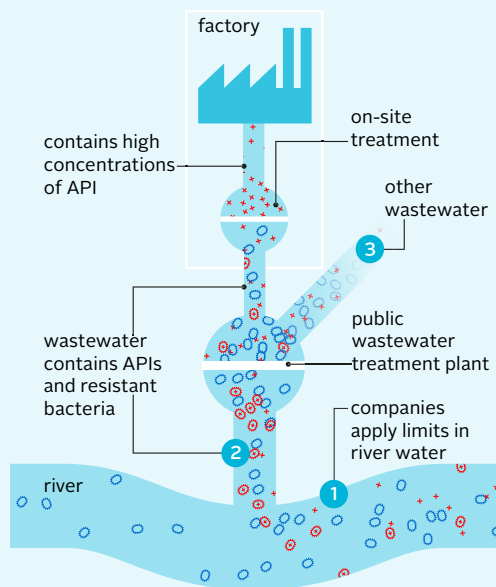 factory
on-site
treatment
contains high
concentrations
of API
other
wastewater
3
wastewater
contains APIs
and resistant
bacteria
public
wastewater
treatment plant
companies
apply limits in
river water
2
river
1